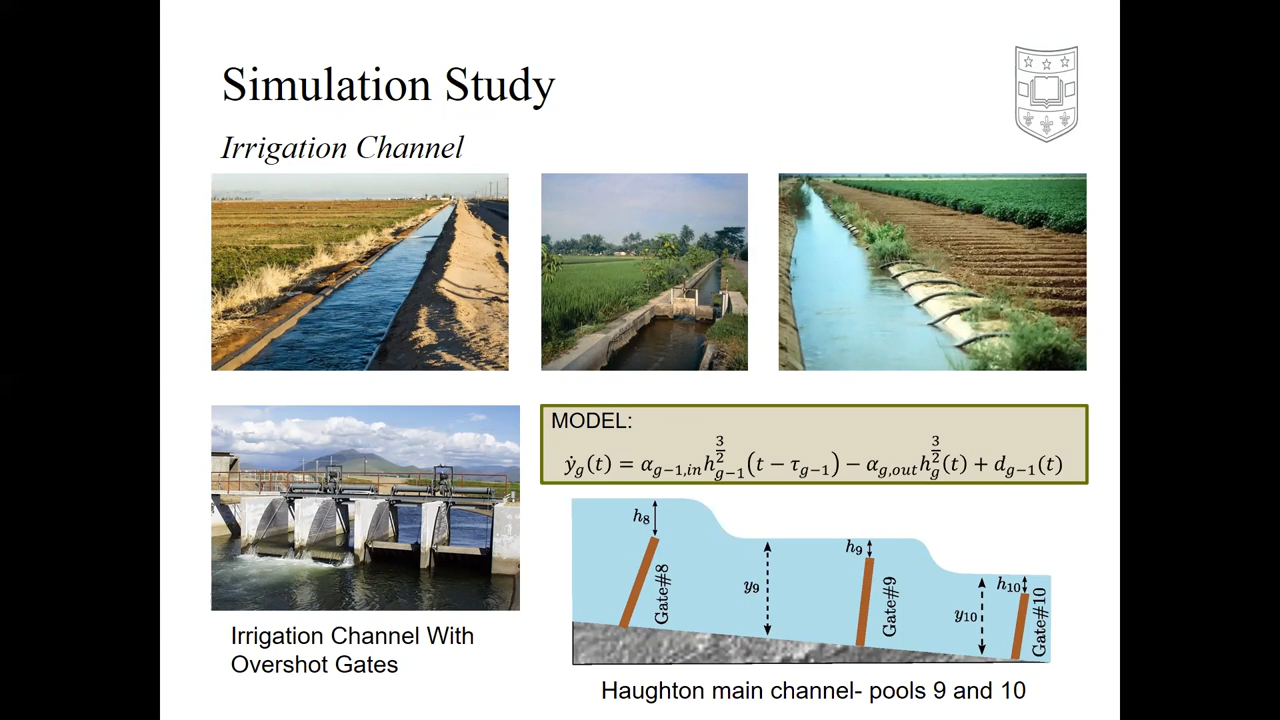 Simulation Study
Irrigation Channel
MODEL:
ẏ_g(t) = α_{g−1,in}h_{g−1}^{3/2}(t − τ_{g−1}) − α_{g,out}h_g^{3/2}(t) + d_{g−1}(t)
h₈
Gate#8
y₉
h₉
Gate#9
y₁₀
h₁₀
Gate#10
Irrigation Channel With
Overshot Gates
Haughton main channel- pools 9 and 10